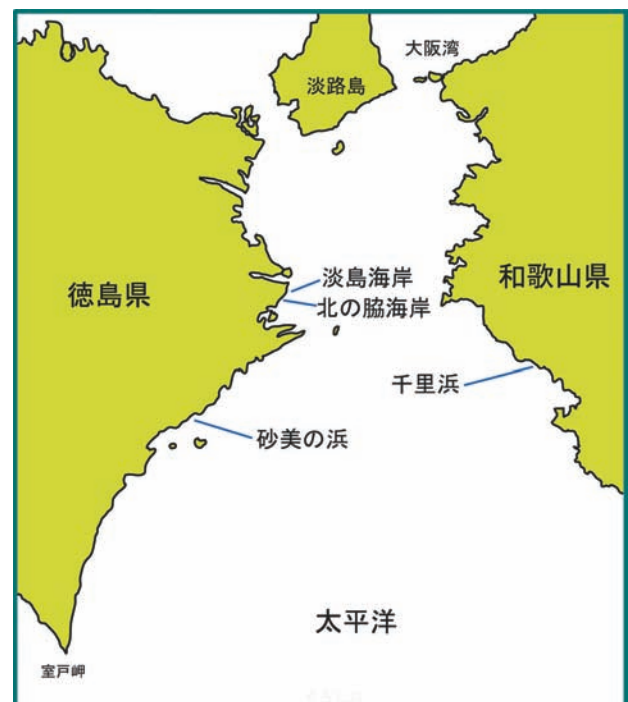 大阪湾
淡路島
淡島海岸
徳島県
和歌山県
北の脇海岸
千里浜
砂美の浜
太平洋
室戸岬